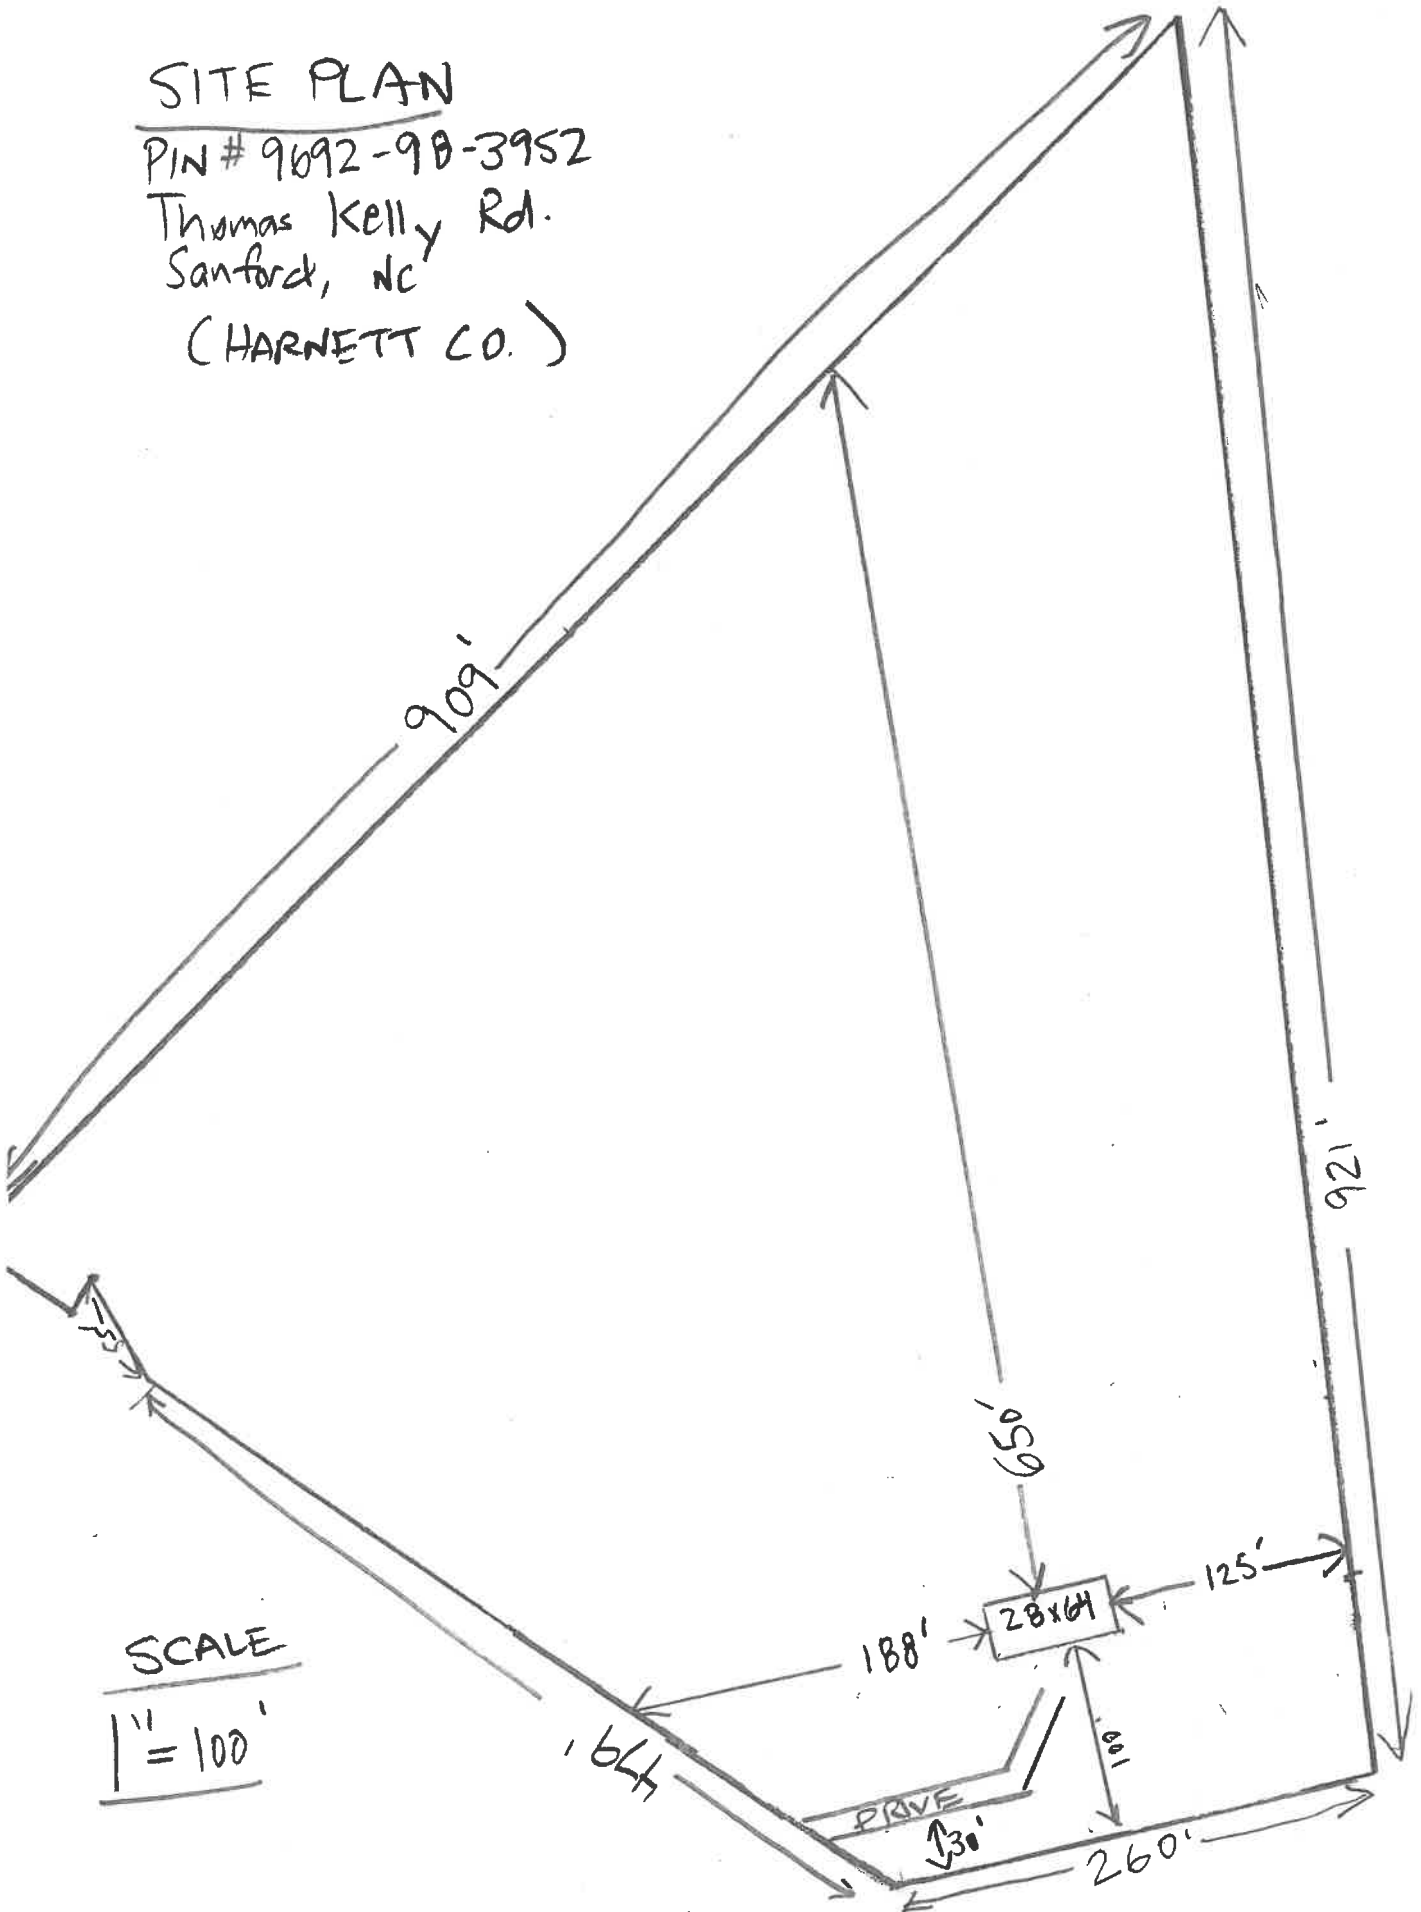 SITE PLAN
PIN # 9692-98-3952
Thomas Kelly Rd.
Sanford, NC
(HARNETT CO.)
909'
921'
55'
650'
125'
28x64
188'
SCALE
1" = 100'
479'
100'
DRIVE
30'
260'